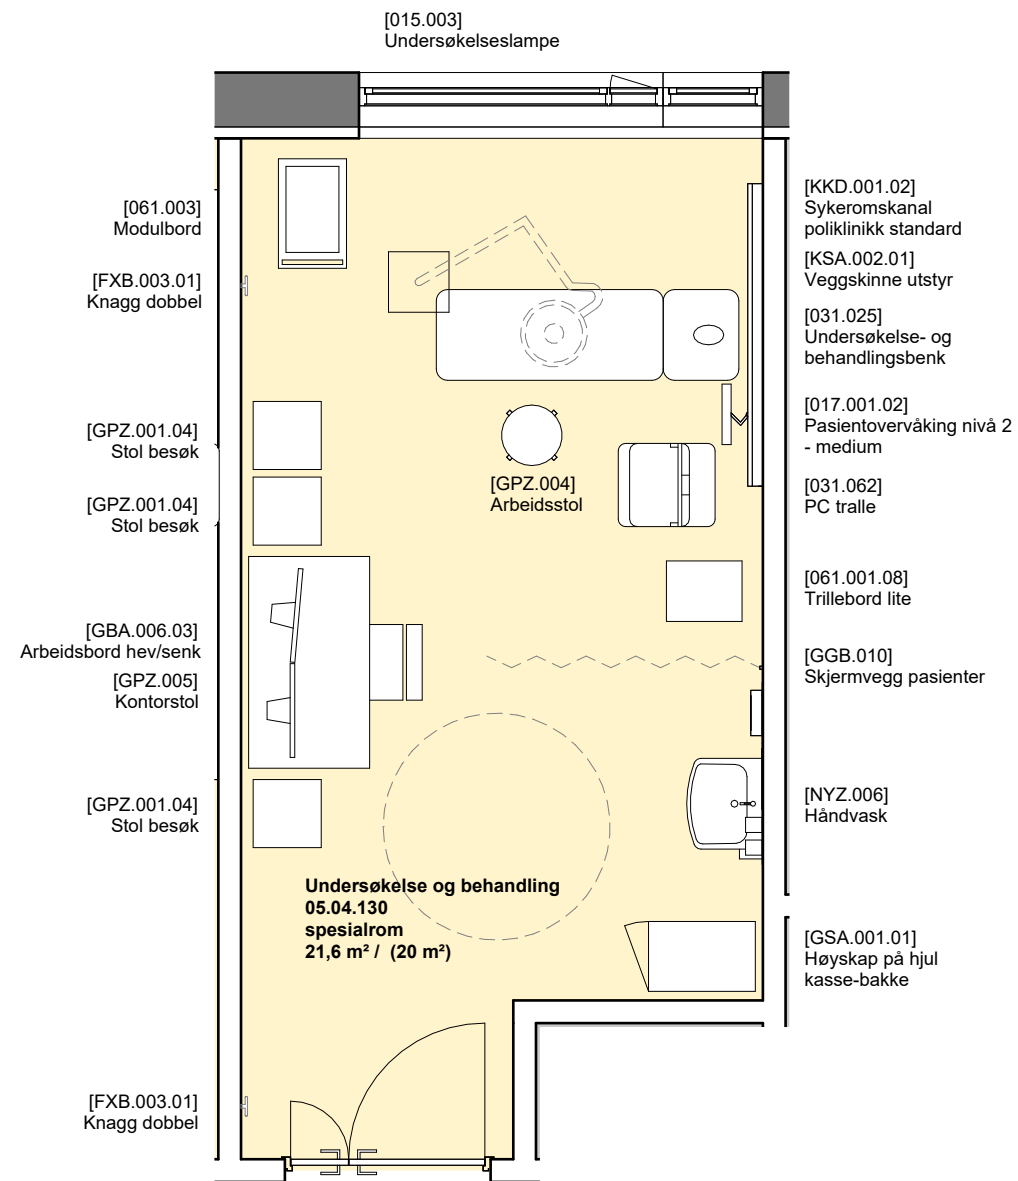 [015.003]
Undersøkelseslampe
[061.003]
Modulbord
[FXB.003.01]
Knagg dobbel
[GPZ.001.04]
Stol besøk
[GPZ.001.04]
Stol besøk
[GBA.006.03]
Arbeidsbord hev/senk
[GPZ.005]
Kontorstol
[GPZ.001.04]
Stol besøk
[FXB.003.01]
Knagg dobbel
[GPZ.004]
Arbeidsstol
Undersøkelse og behandling
05.04.130
spesialrom
21,6 m² / (20 m²)
[KKD.001.02]
Sykeromskanal
poliklinikk standard
[KSA.002.01]
Veggskinne utstyr
[031.025]
Undersøkelse- og
behandlingsbenk
[017.001.02]
Pasientovervåking nivå 2
- medium
[031.062]
PC tralle
[061.001.08]
Trillebord lite
[GGB.010]
Skjermvegg pasienter
[NYZ.006]
Håndvask
[GSA.001.01]
Høyskap på hjul
kasse-bakke